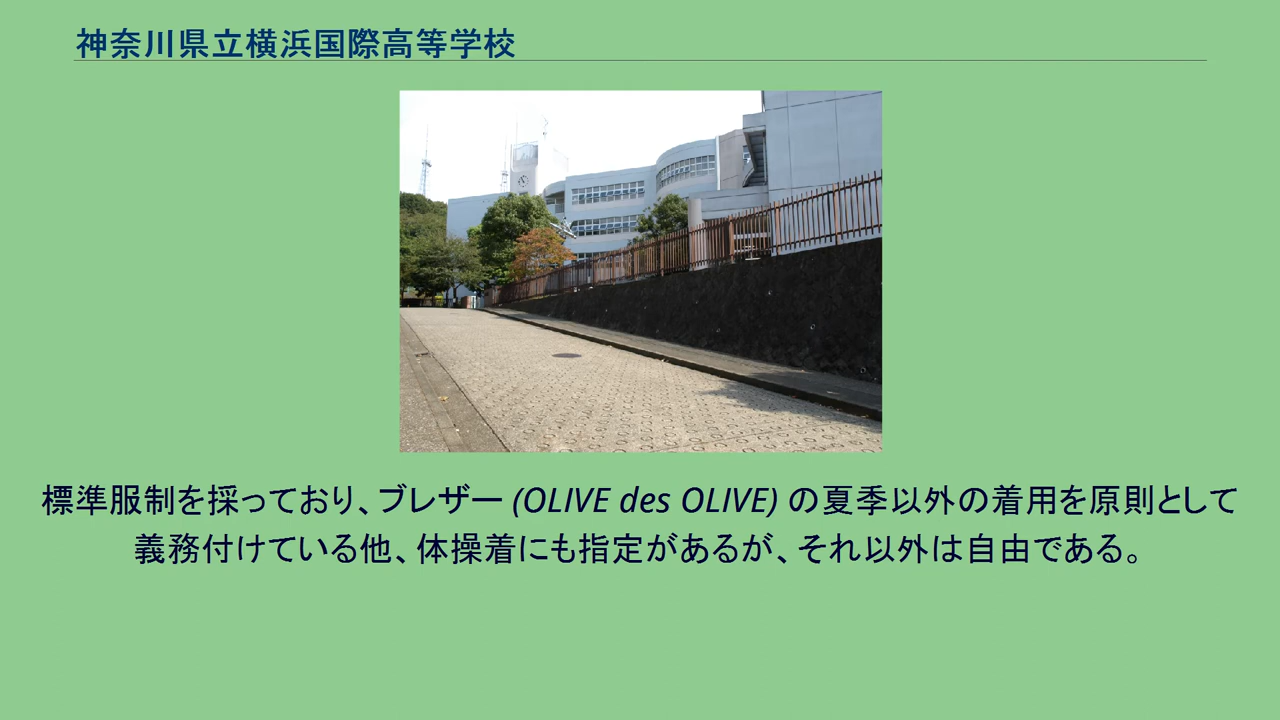 神奈川県立横浜国際高等学校
標準服制を採っており、ブレザー (OLIVE des OLIVE) の夏季以外の着用を原則として
義務付けている他、体操着にも指定があるが、それ以外は自由である。